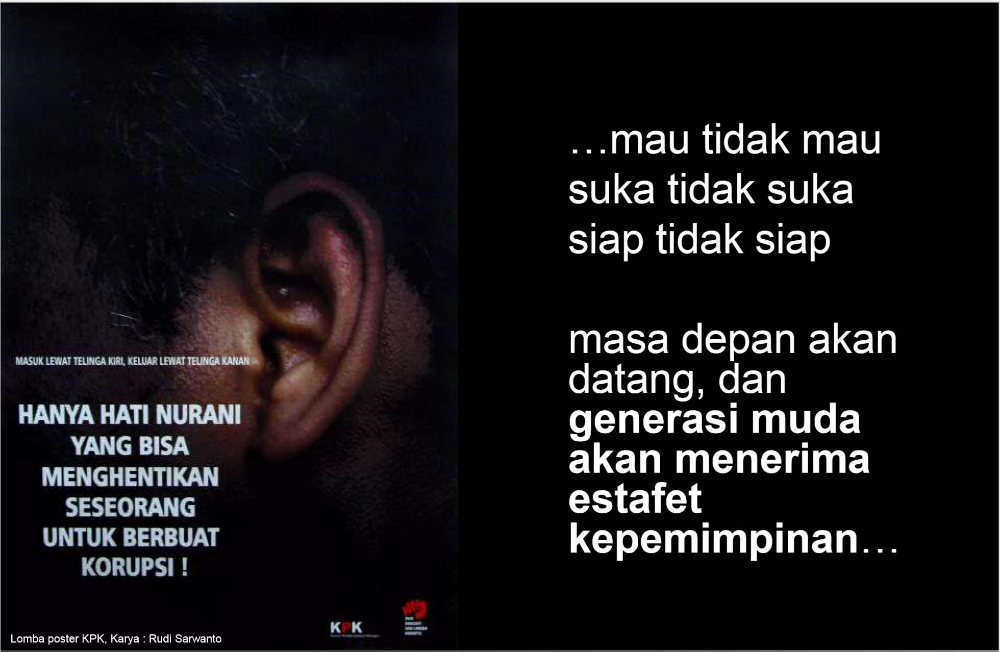 MASUK LEWAT TELINGA KIRI, KELUAR LEWAT TELINGA KANAN
HANYA HATI NURANI
YANG BISA
MENGHENTIKAN
SESEORANG
UNTUK BERBUAT
KORUPSI !
KPK
Lomba poster KPK, Karya : Rudi Sarwanto
...mau tidak mau
suka tidak suka
siap tidak siap
masa depan akan
datang, dan
generasi muda
akan menerima
estafet
kepemimpinan...